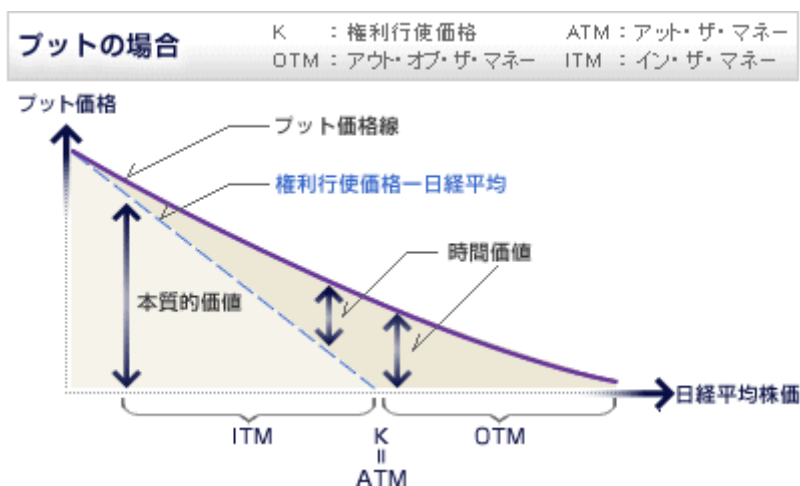 プットの場合
K ：権利行使価格 ATM：アット・ザ・マネー
OTM：アウト・オブ・ザ・マネー ITM：イン・ザ・マネー
プット価格
プット価格線
権利行使価格ー日経平均
時間価値
本質的価値
日経平均株価
ITM K OTM
=
ATM